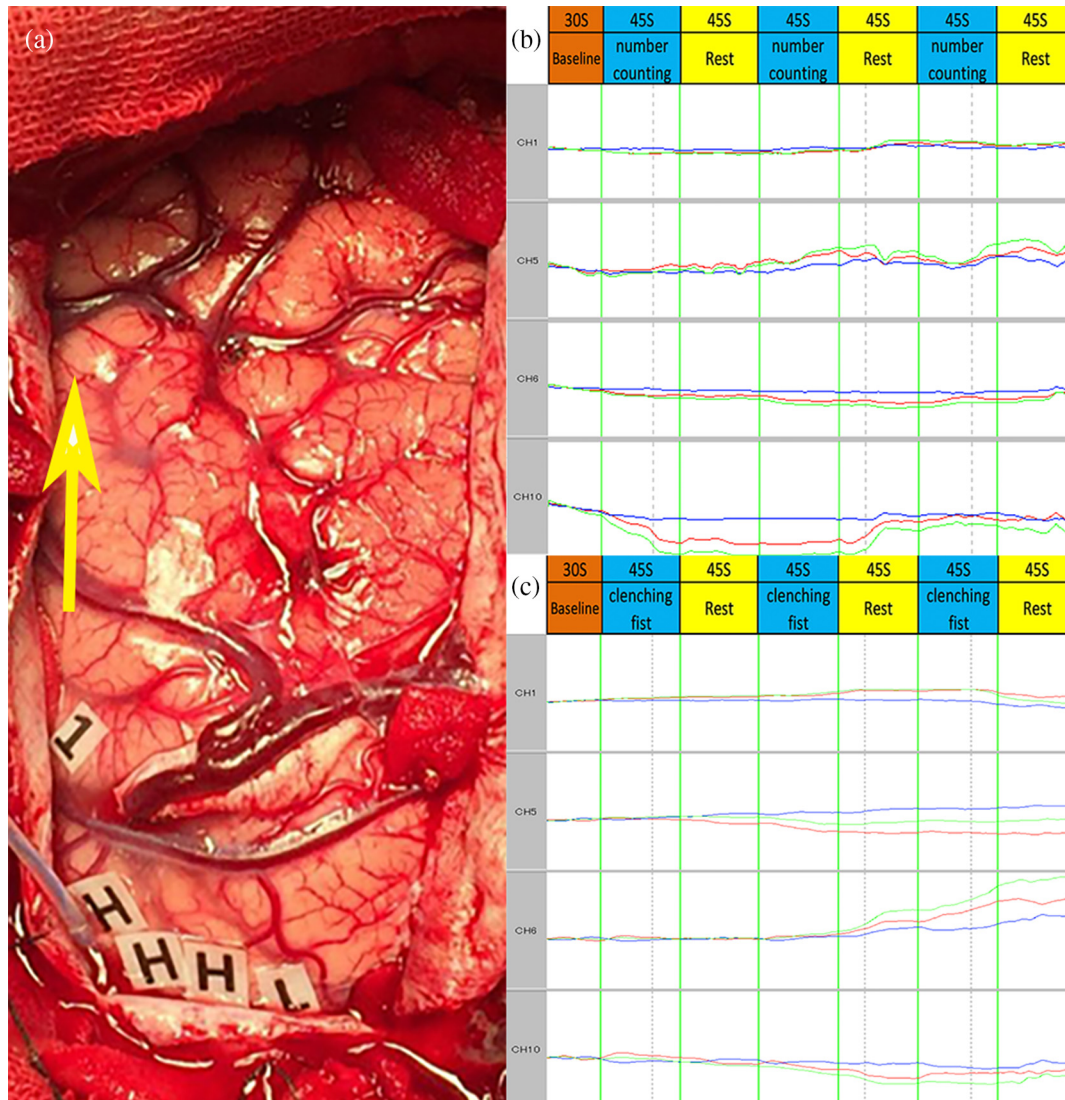 (a)
1
H
H H L
(b)
30S 45S 45S 45S 45S 45S 45S
Baseline number counting Rest number counting Rest number counting Rest
CH1
CH5
CH6
CH10
(c)
30S 45S 45S 45S 45S 45S 45S
Baseline clenching fist Rest clenching fist Rest clenching fist Rest
CH1
CH5
CH6
CH10